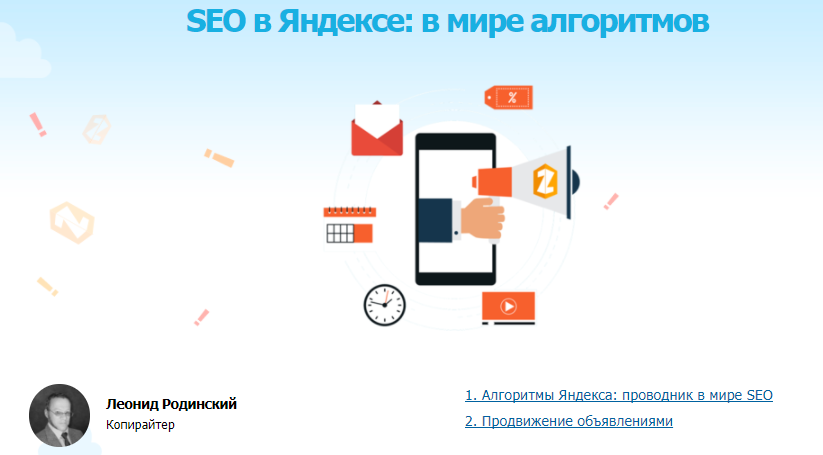 SEO в Яндексе: в мире алгоритмов
%
Леонид Родинский
Копирайтер
1. Алгоритмы Яндекса: проводник в мире SEO
2. Продвижение объявлениями